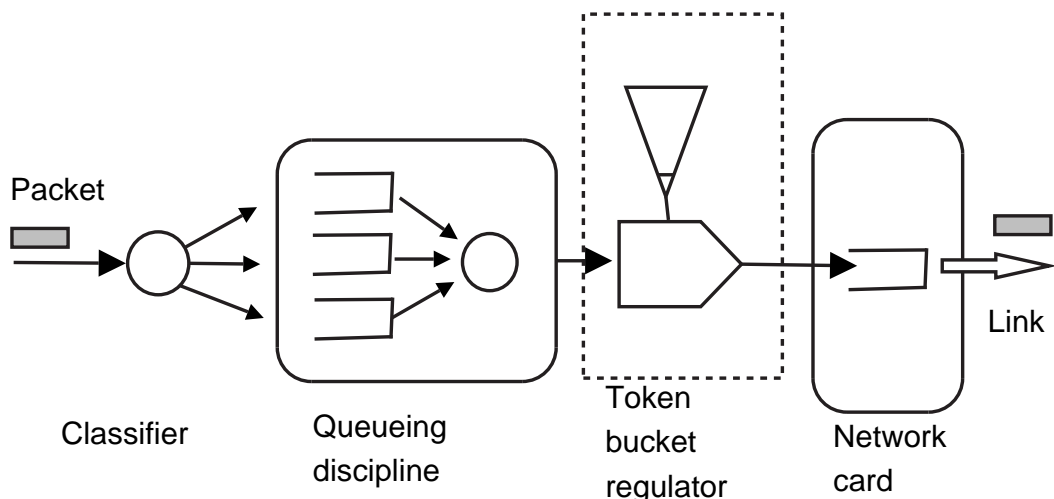 Packet
Link
Classifier
Queueing
discipline
Token
bucket
regulator
Network
card